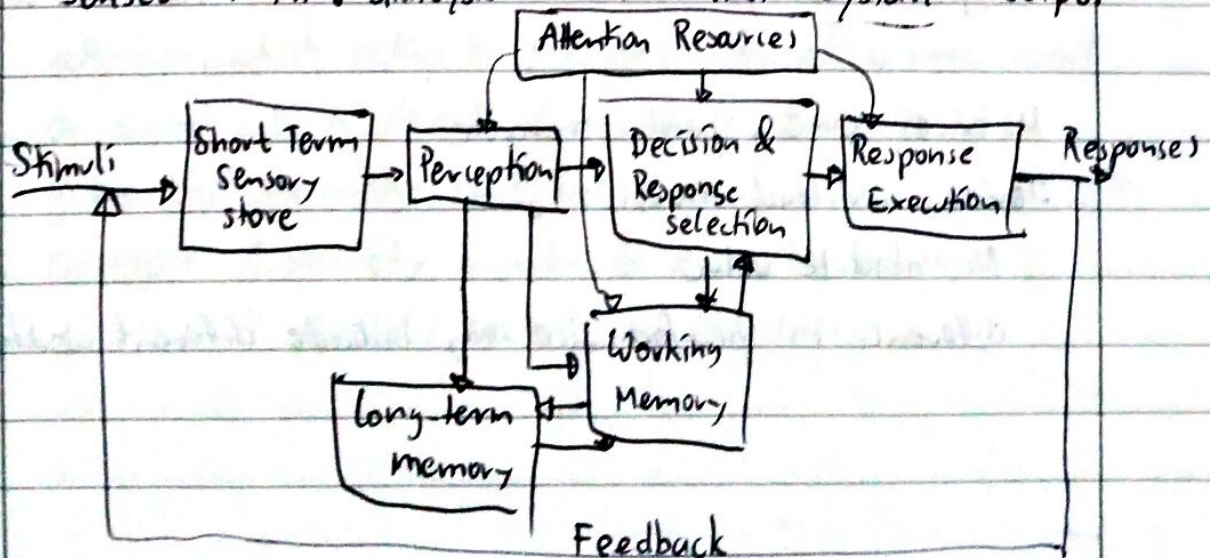 Attention Resources
Stimuli
Short Term
Sensory
store
Perception
Decision &
Response
selection
Response
Execution
Responses
Working
Memory
Long-term
memory
Feedback